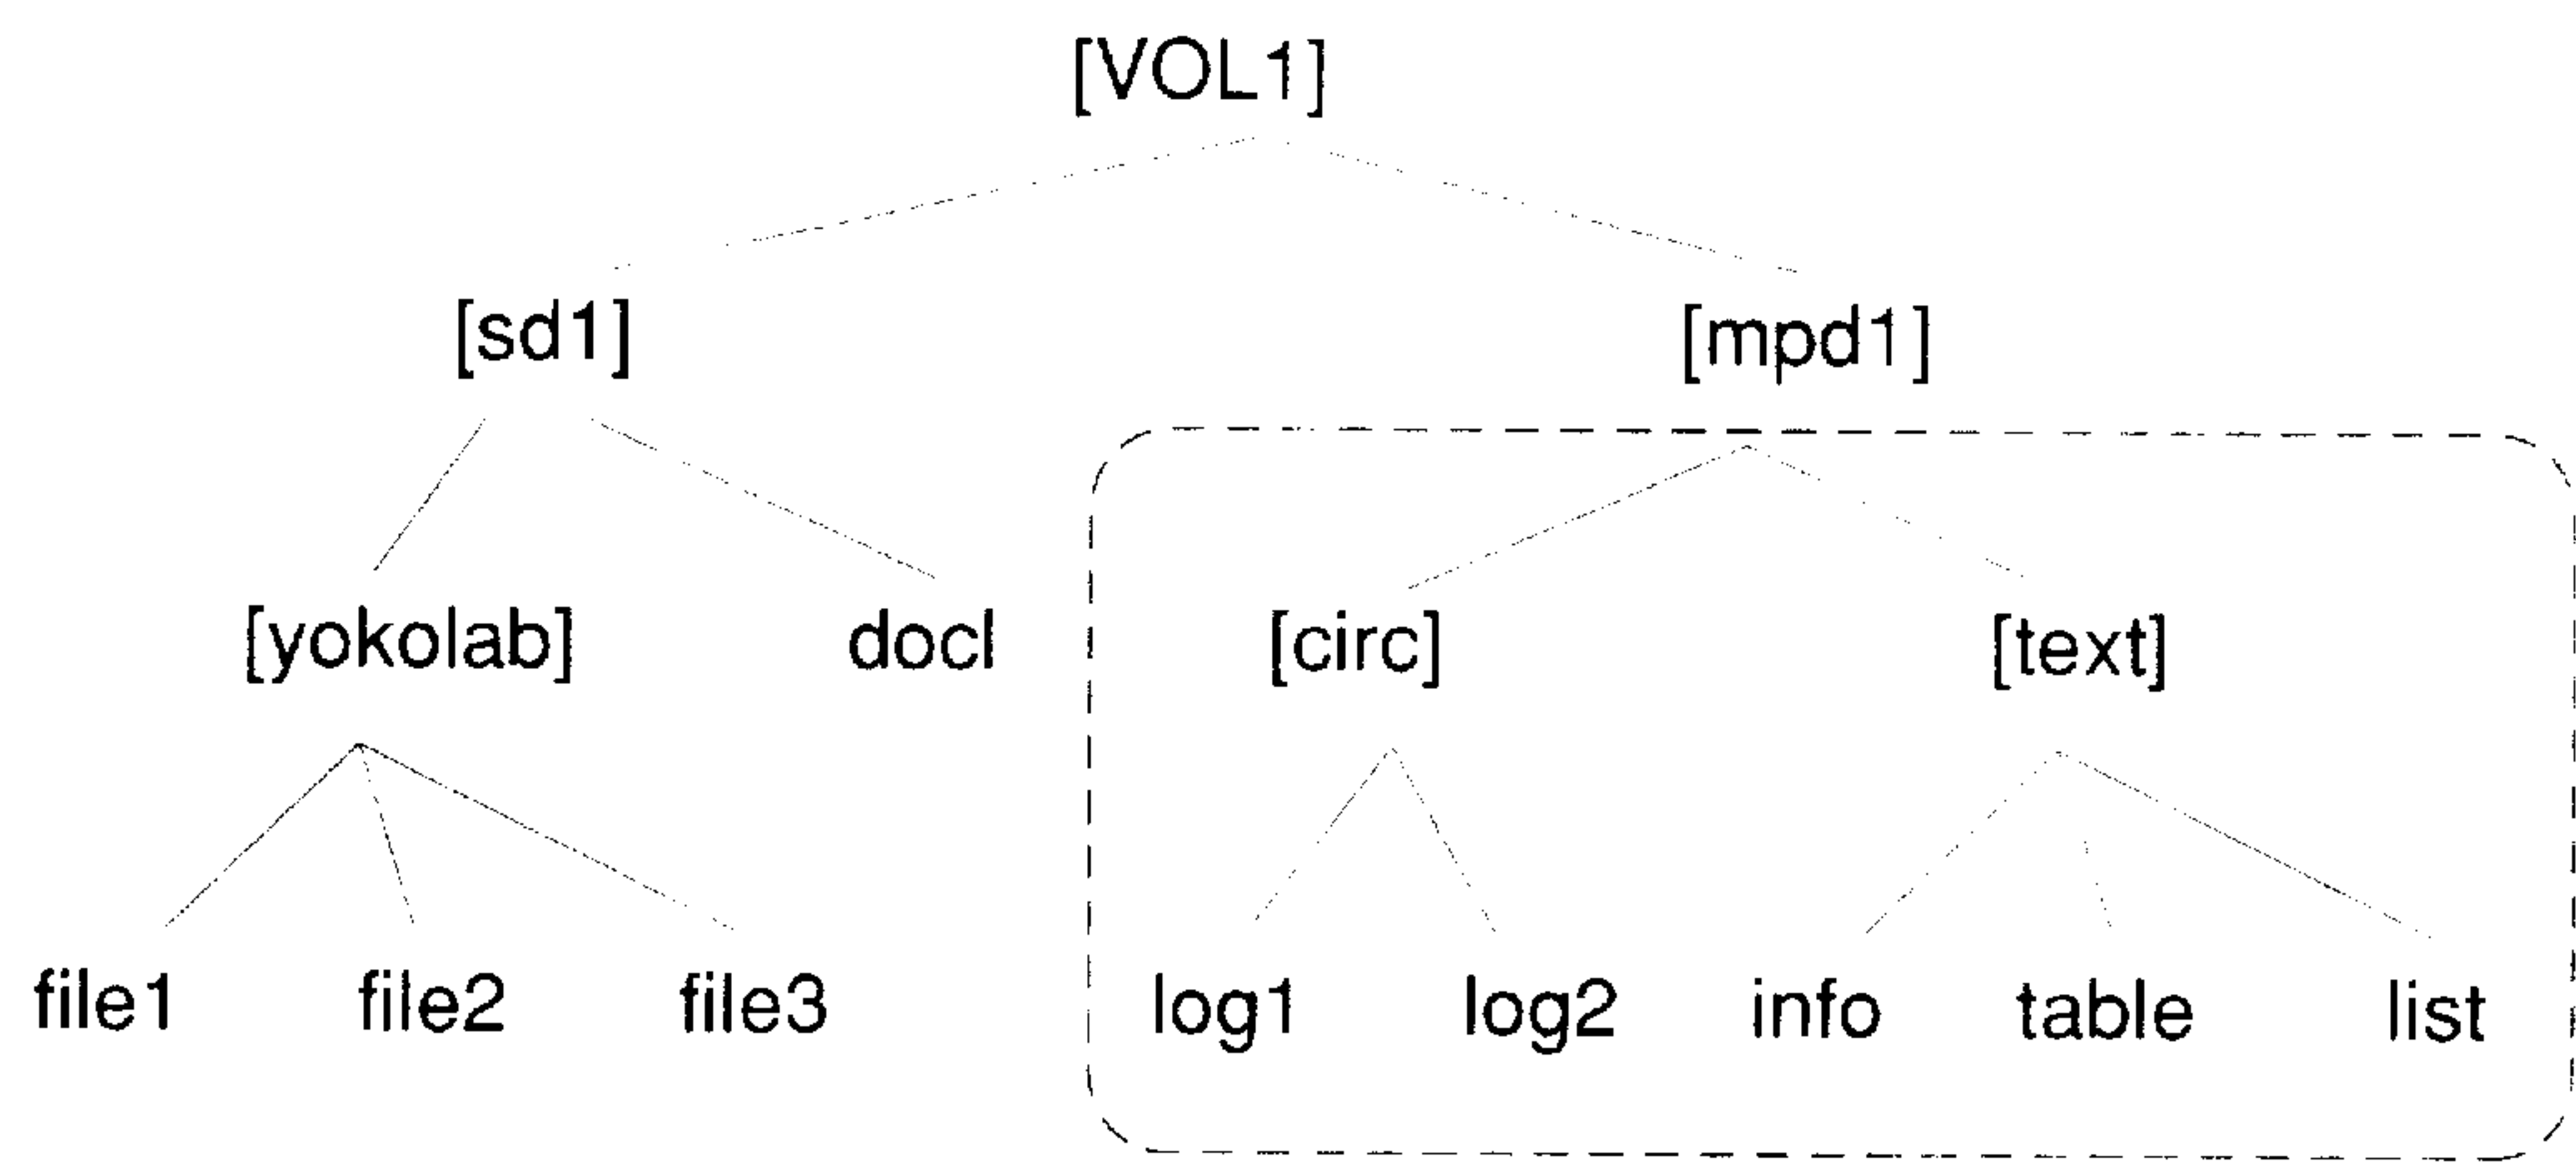 [VOL1]
[sd1] [mpd1]
[yokolab] docl [circ] [text]
file1 file2 file3 log1 log2 info table list